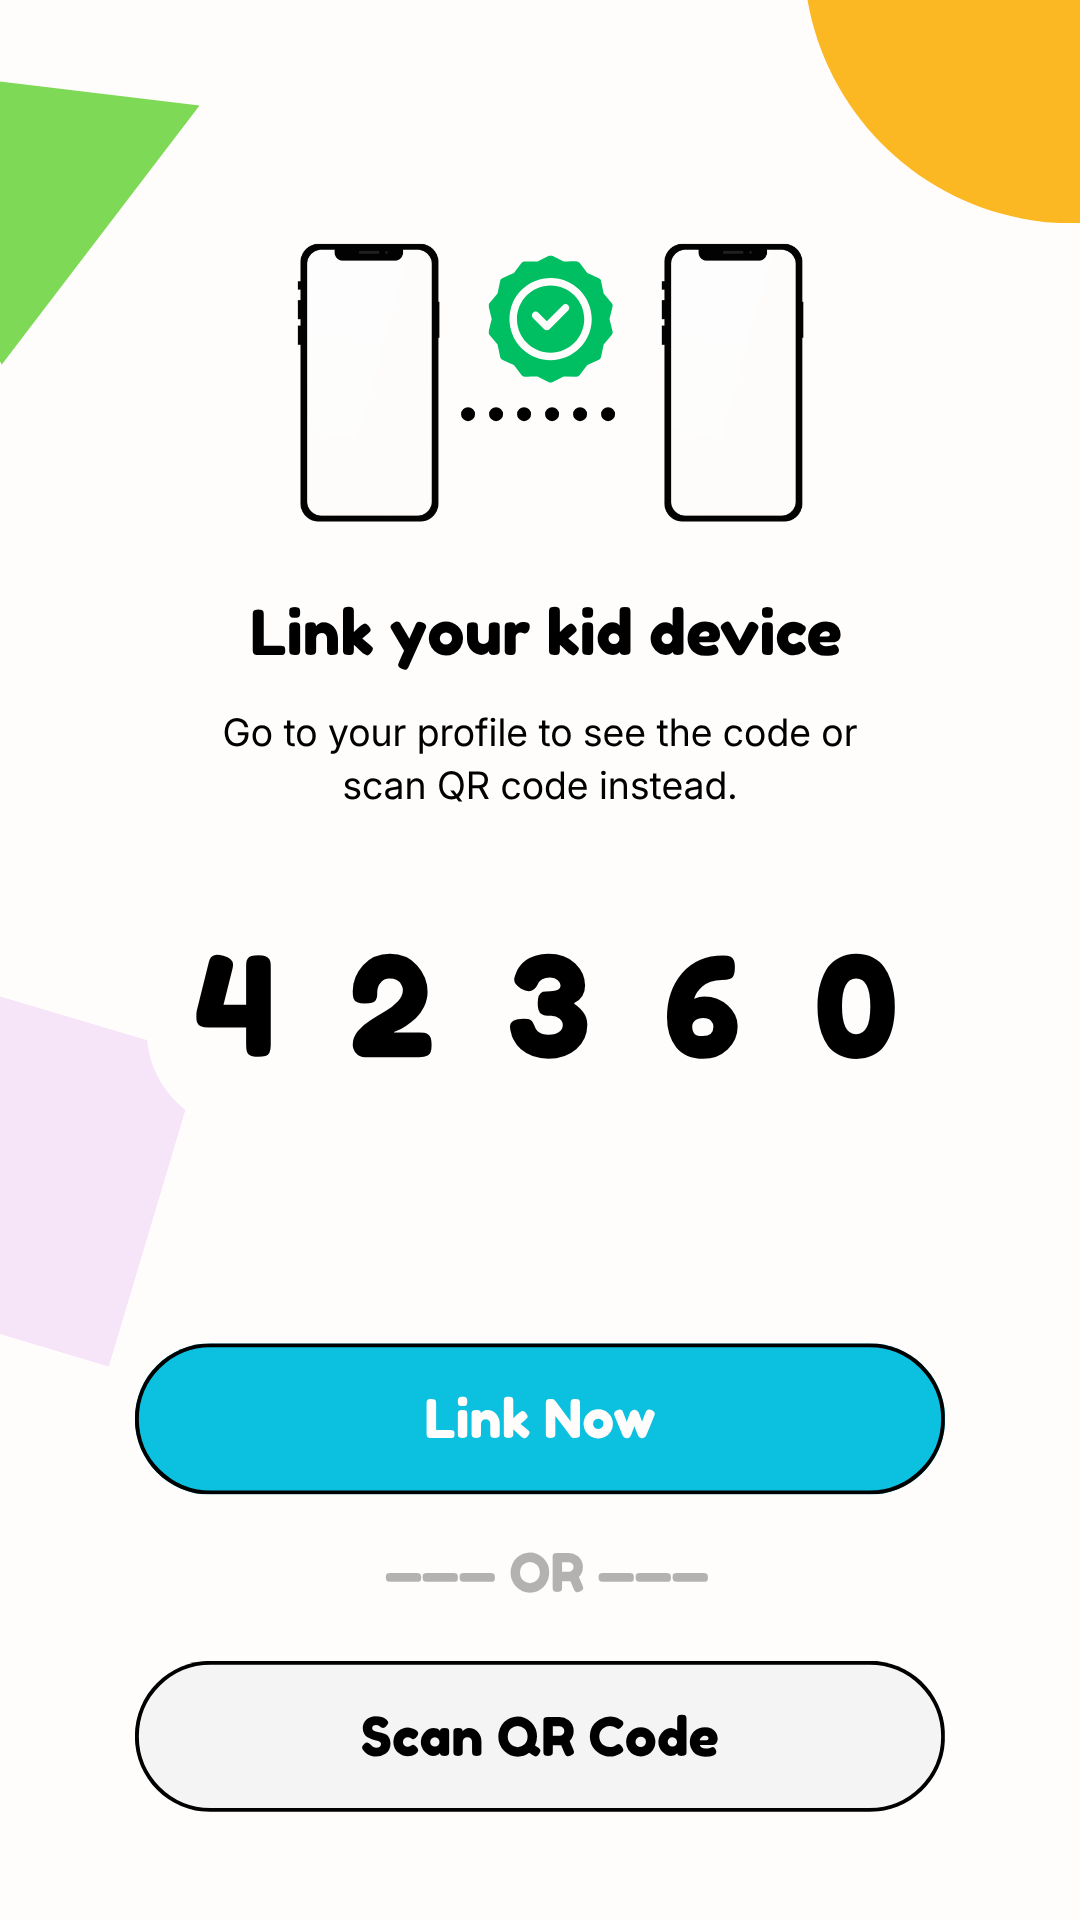 Link your kid device
Go to your profile to see the code or
scan QR code instead.
4 2 3 6 0
Link Now
——— OR ———
Scan QR Code